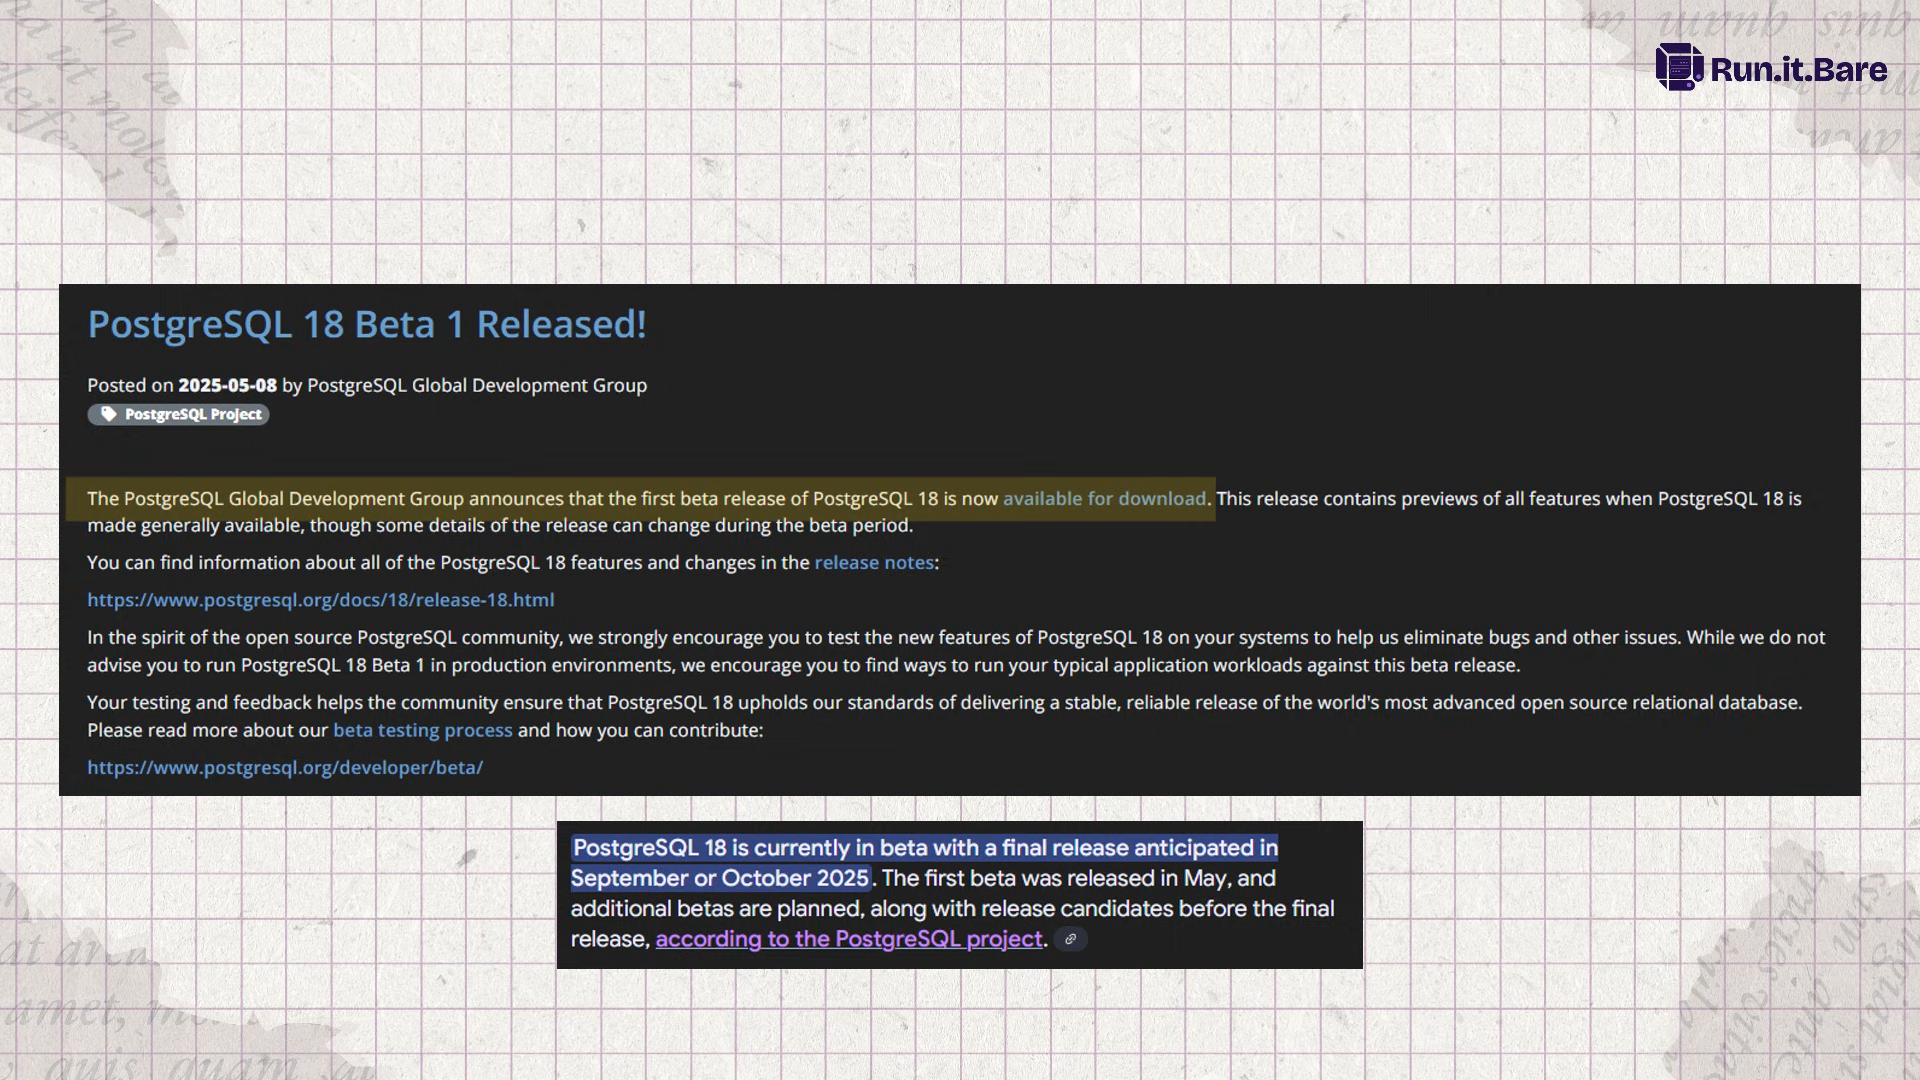 Run.it.Bare
PostgreSQL 18 Beta 1 Released!
Posted on 2025-05-08 by PostgreSQL Global Development Group
PostgreSQL Project
The PostgreSQL Global Development Group announces that the first beta release of PostgreSQL 18 is now available for download. This release contains previews of all features when PostgreSQL 18 is
made generally available, though some details of the release can change during the beta period.
You can find information about all of the PostgreSQL 18 features and changes in the release notes:
https://www.postgresql.org/docs/18/release-18.html
In the spirit of the open source PostgreSQL community, we strongly encourage you to test the new features of PostgreSQL 18 on your systems to help us eliminate bugs and other issues. While we do not
advise you to run PostgreSQL 18 Beta 1 in production environments, we encourage you to find ways to run your typical application workloads against this beta release.
Your testing and feedback helps the community ensure that PostgreSQL 18 upholds our standards of delivering a stable, reliable release of the world's most advanced open source relational database.
Please read more about our beta testing process and how you can contribute:
https://www.postgresql.org/developer/beta/
PostgreSQL 18 is currently in beta with a final release anticipated in
September or October 2025. The first beta was released in May, and
additional betas are planned, along with release candidates before the final
release, according to the PostgreSQL project.